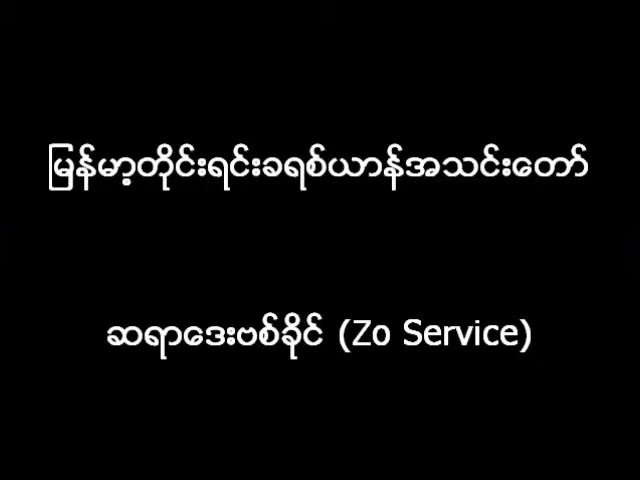 မြန်မာ့တိုင်းရင်းခရစ်ယာန်အသင်းတော်
ဆရာဒေးဗစ်ခိုင် (Zo Service)